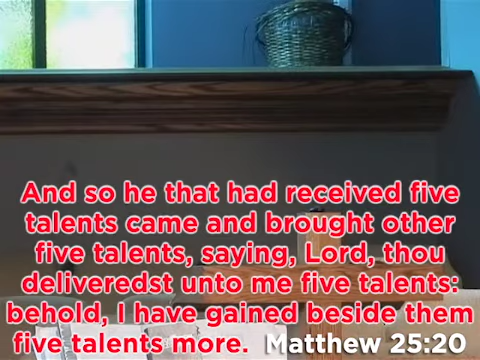 And so he that had received five
talents came and brought other
five talents, saying, Lord, thou
deliveredst unto me five talents:
behold, I have gained beside them
five talents more. Matthew 25:20